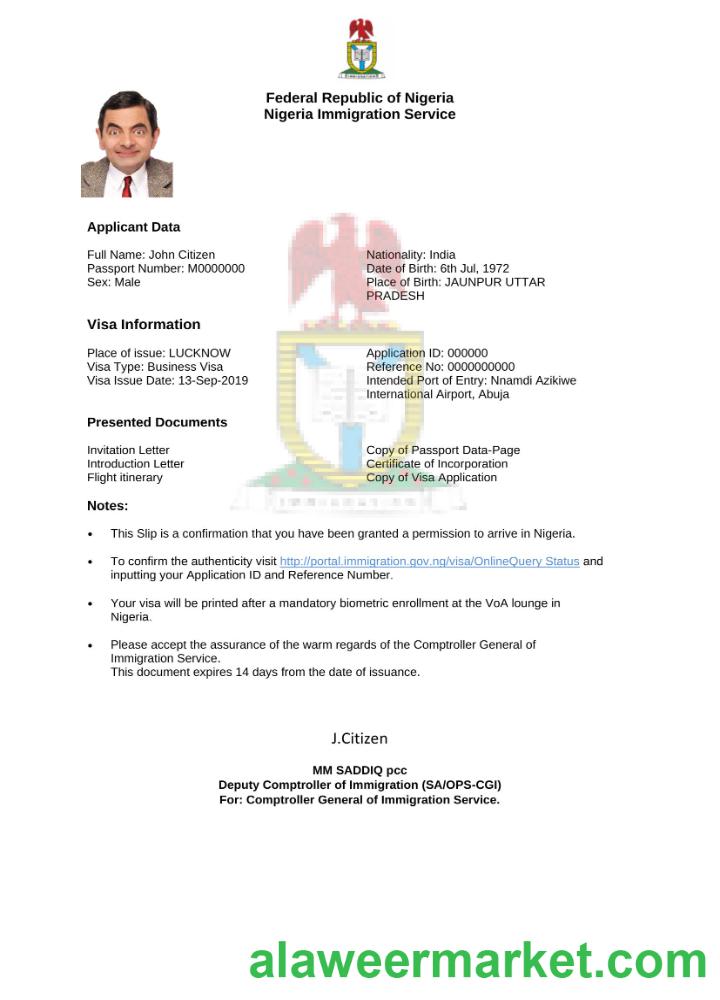 Federal Republic of Nigeria
Nigeria Immigration Service
Applicant Data
Full Name: John Citizen
Passport Number: M0000000
Sex: Male
Nationality: India
Date of Birth: 6th Jul, 1972
Place of Birth: JAUNPUR UTTAR
PRADESH
Visa Information
Place of issue: LUCKNOW
Visa Type: Business Visa
Visa Issue Date: 13-Sep-2019
Application ID: 000000
Reference No: 0000000000
Intended Port of Entry: Nnamdi Azikiwe
International Airport, Abuja
Presented Documents
Invitation Letter
Introduction Letter
Flight itinerary
Copy of Passport Data-Page
Certificate of Incorporation
Copy of Visa Application
Notes:
• This Slip is a confirmation that you have been granted a permission to arrive in Nigeria.
• To confirm the authenticity visit http://portal.immigration.gov.ng/visa/OnlineQuery Status and
inputting your Application ID and Reference Number.
• Your visa will be printed after a mandatory biometric enrollment at the VoA lounge in
Nigeria.
• Please accept the assurance of the warm regards of the Comptroller General of
Immigration Service.
This document expires 14 days from the date of issuance.
J.Citizen
MM SADDIQ pcc
Deputy Comptroller of Immigration (SA/OPS-CGI)
For: Comptroller General of Immigration Service.
alaweermarket.com